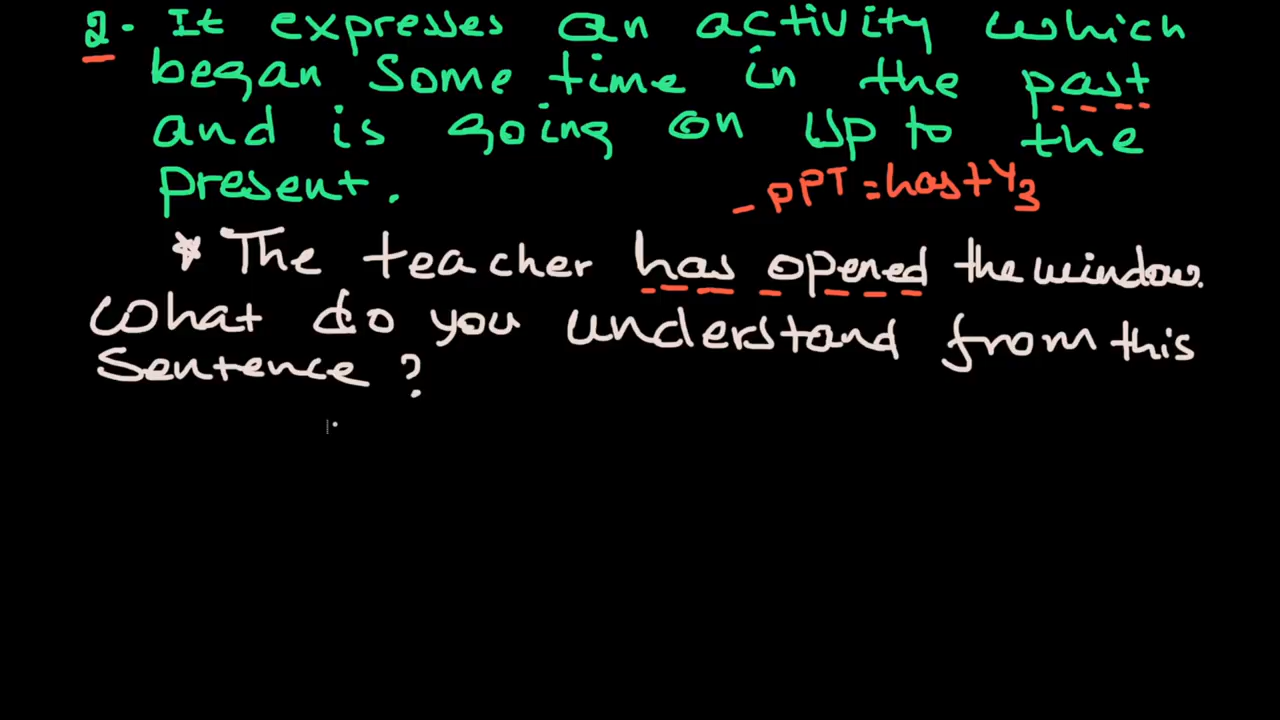 2. It expresses an activity which
began some time in the past
and is going on up to the
present.
- PPT = has + V3
* The teacher has opened the window.
What do you understand from this
sentence ?